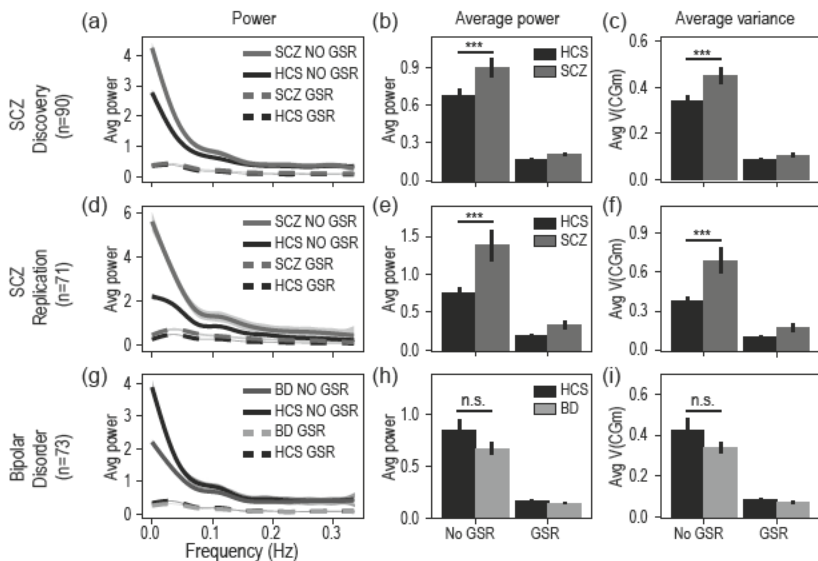 (a) Power
Avg power
4
3
2
1
0
SCZ NO GSR
HCS NO GSR
SCZ GSR
HCS GSR
SCZ
Discovery
(n=90)
(b) Average power
Avg power
0.9
0.6
0.3
0.0
***
HCS
SCZ
(c) Average variance
Avg V(CGm)
0.6
0.4
0.2
0.0
***
(d)
Avg power
6
4
2
0
SCZ NO GSR
HCS NO GSR
SCZ GSR
HCS GSR
SCZ
Replication
(n=71)
(e)
Avg power
1.5
1.0
0.5
0.0
***
HCS
SCZ
(f)
Avg V(CGm)
0.9
0.6
0.3
0.0
***
(g)
Avg power
4
3
2
1
0
BD NO GSR
HCS NO GSR
BD GSR
HCS GSR
Bipolar
Disorder
(n=73)
0.0 0.1 0.2 0.3
Frequency (Hz)
(h)
Avg power
1.0
0.5
0.0
n.s.
HCS
BD
No GSR GSR
(i)
Avg V(CGm)
0.6
0.4
0.2
0.0
n.s.
No GSR GSR